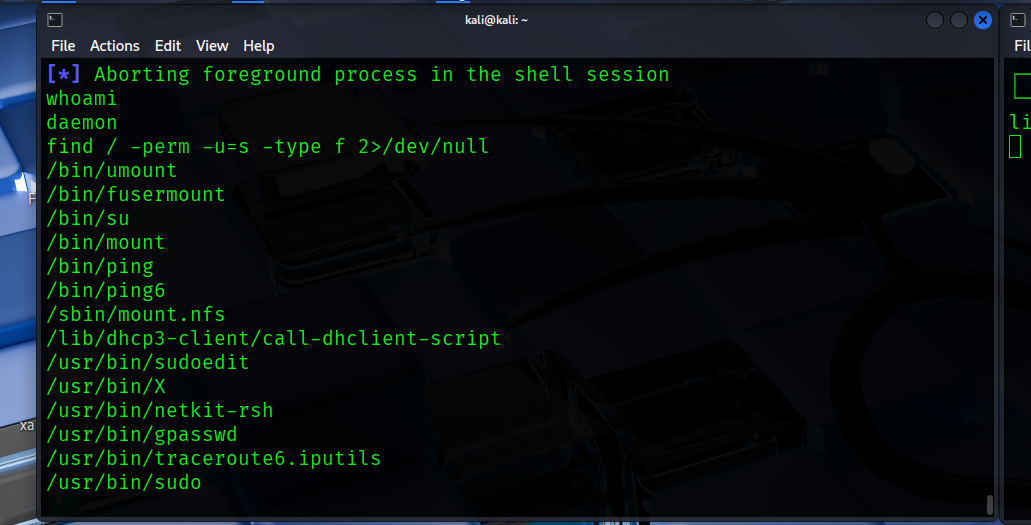 kali@kali: ~
File Actions Edit View Help
[*] Aborting foreground process in the shell session
whoami
daemon
find / -perm -u=s -type f 2>/dev/null
/bin/umount
/bin/fusermount
/bin/su
/bin/mount
/bin/ping
/bin/ping6
/sbin/mount.nfs
/lib/dhcp3-client/call-dhclient-script
/usr/bin/sudoedit
/usr/bin/X
/usr/bin/netkit-rsh
/usr/bin/gpasswd
/usr/bin/traceroute6.iputils
/usr/bin/sudo